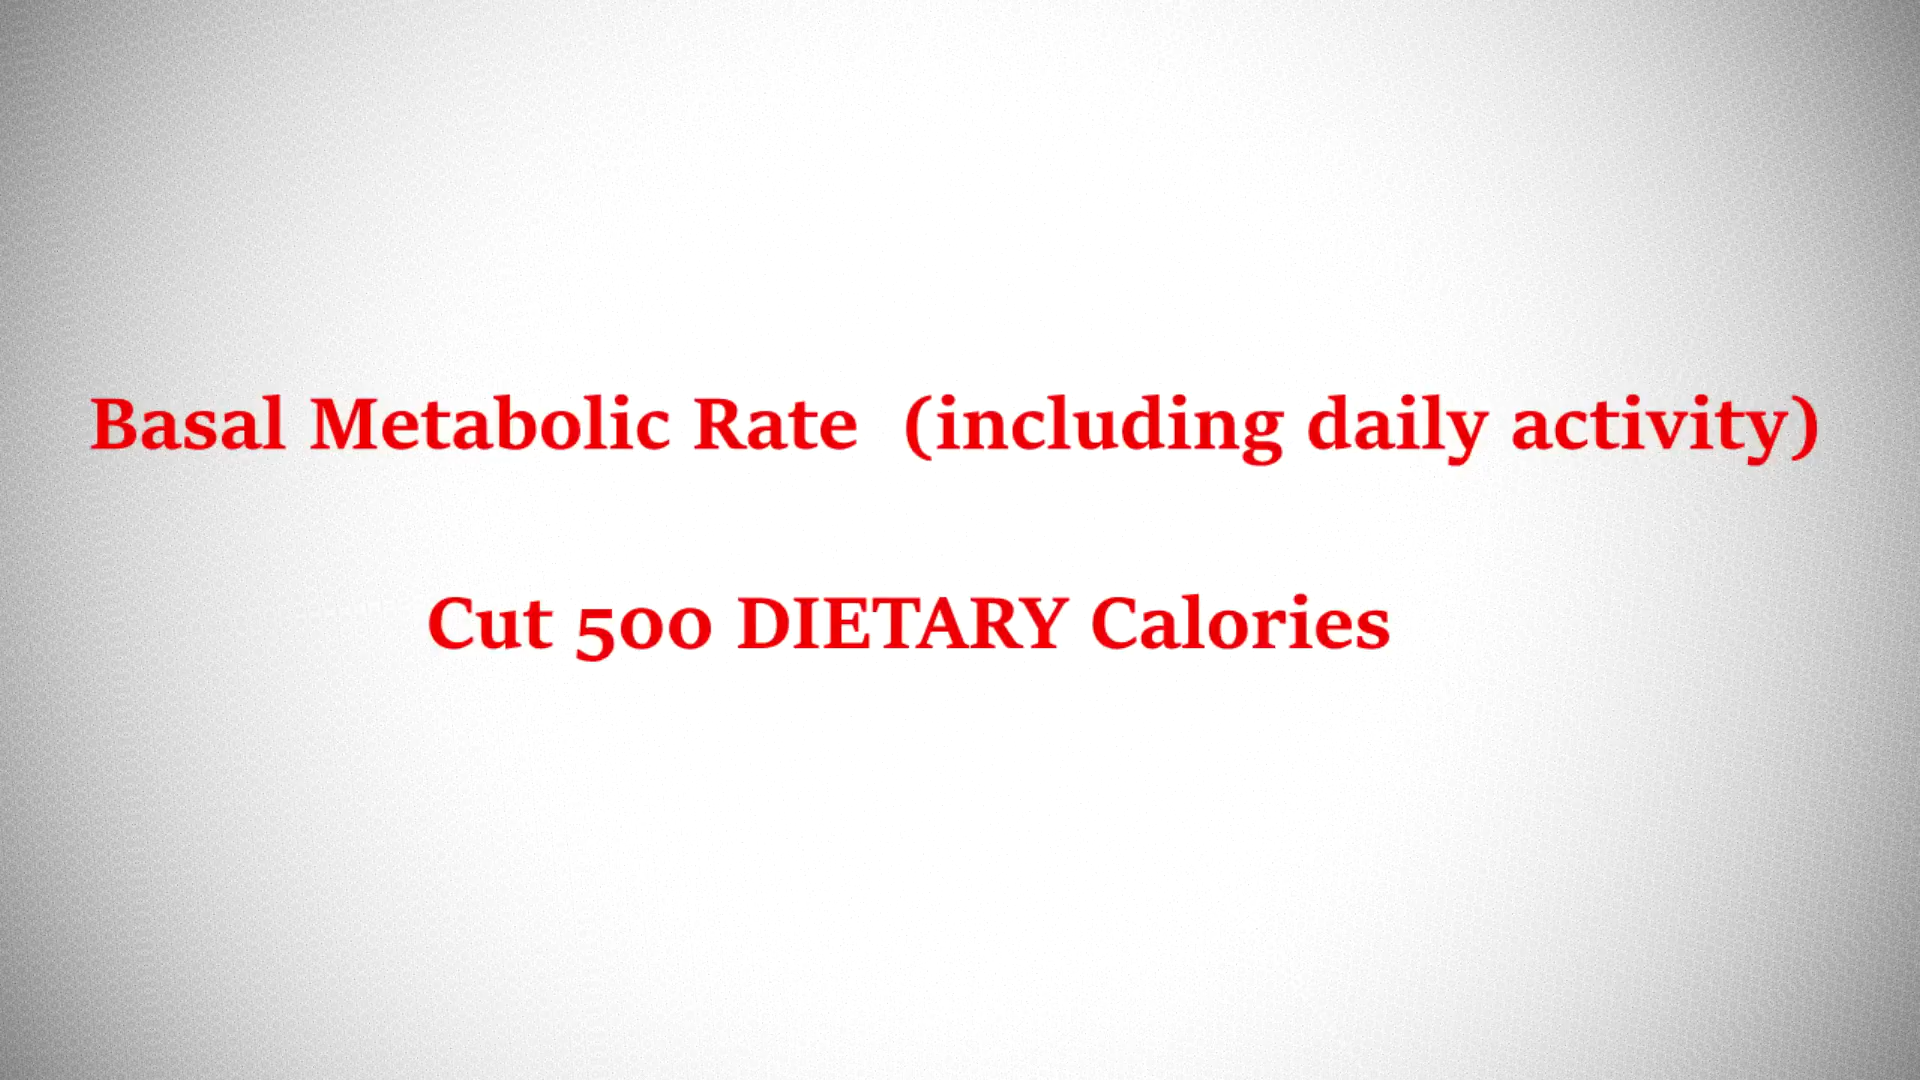 Basal Metabolic Rate  (including daily activity)
Cut 500 DIETARY Calories